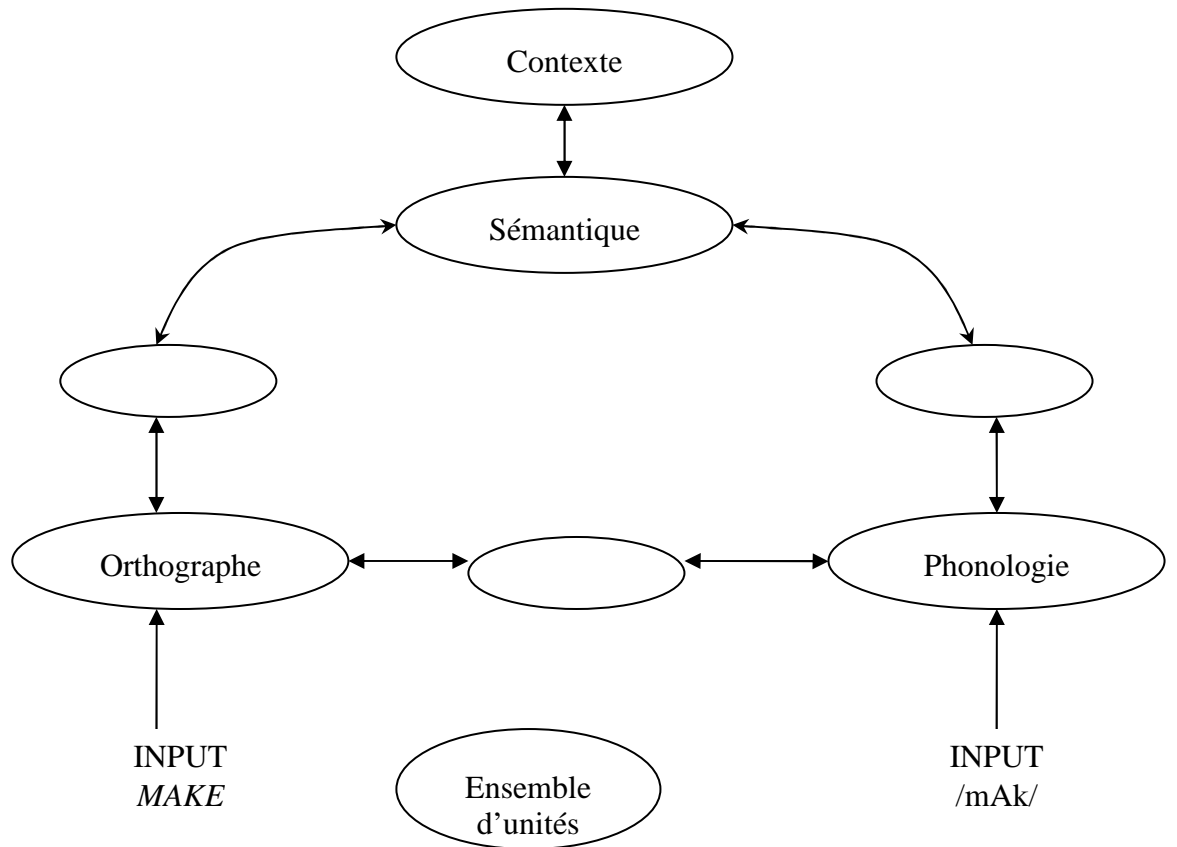 Contexte
Sémantique
Orthographe
Phonologie
INPUT
MAKE
INPUT
/mAk/
Ensemble
d’unités